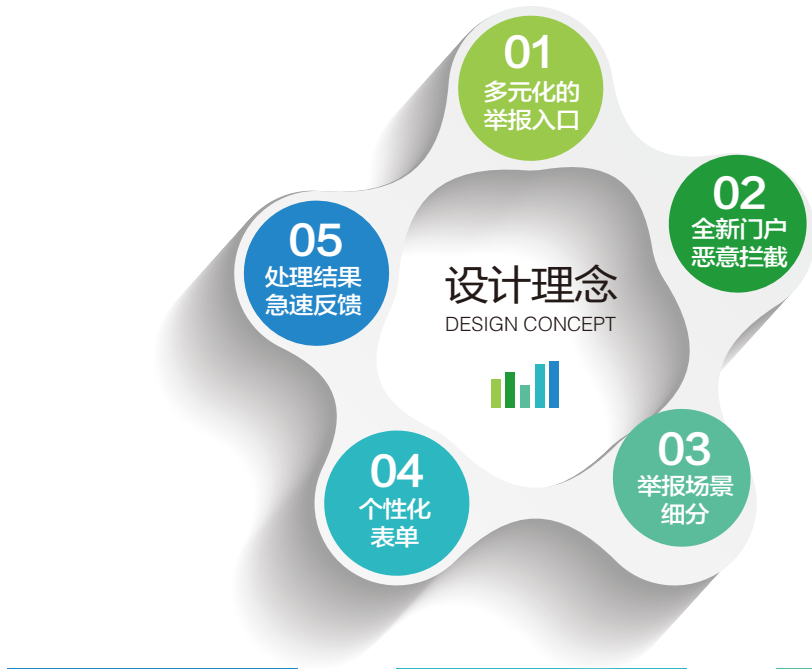 01
多元化的
举报入口
02
全新门户
恶意拦截
05
处理结果
急速反馈
设计理念
DESIGN CONCEPT
03
举报场景
细分
04
个性化
表单